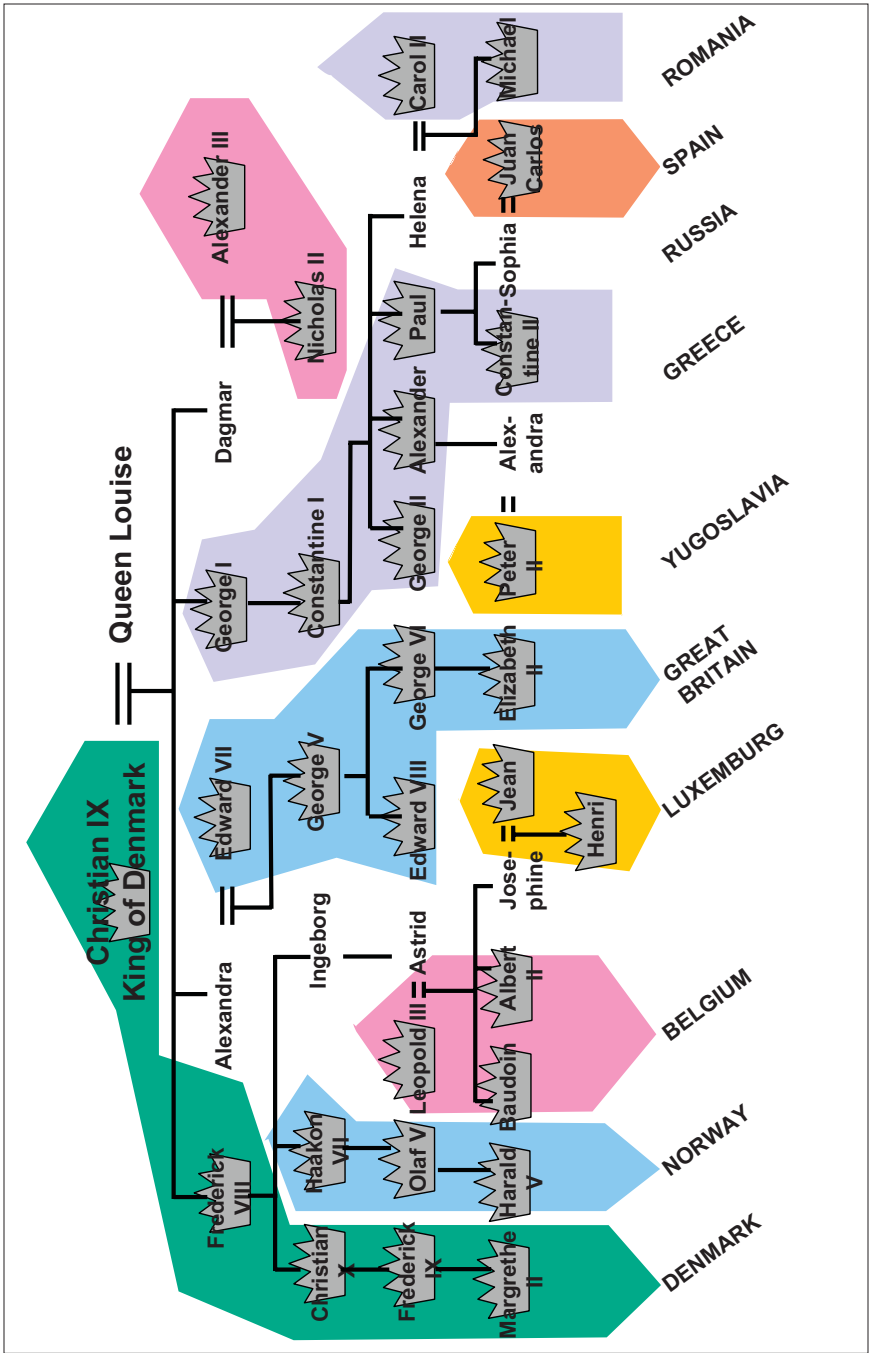 Christian IX
King of Denmark
Queen Louise
Frederick
VIII
Alexandra
Edward VII
George I
Dagmar
Alexander III
Christian
X
Haakon
VII
Ingeborg
George V
Constantine I
Nicholas II
Frederick
IX
Olaf V
Leopold III
Astrid
Edward VIII
George VI
George II
Alexander
Paul
Helena
Carol II
Margrethe
II
Harald
V
Baudoin
Albert
II
Jose-
phine
Jean
Elizabeth
II
Peter
II
Alex-
andra
Constan-
tine II
Sophia
Juan
Carlos
Michael
Henri
DENMARK
NORWAY
BELGIUM
LUXEMBURG
GREAT
BRITAIN
YUGOSLAVIA
GREECE
RUSSIA
SPAIN
ROMANIA